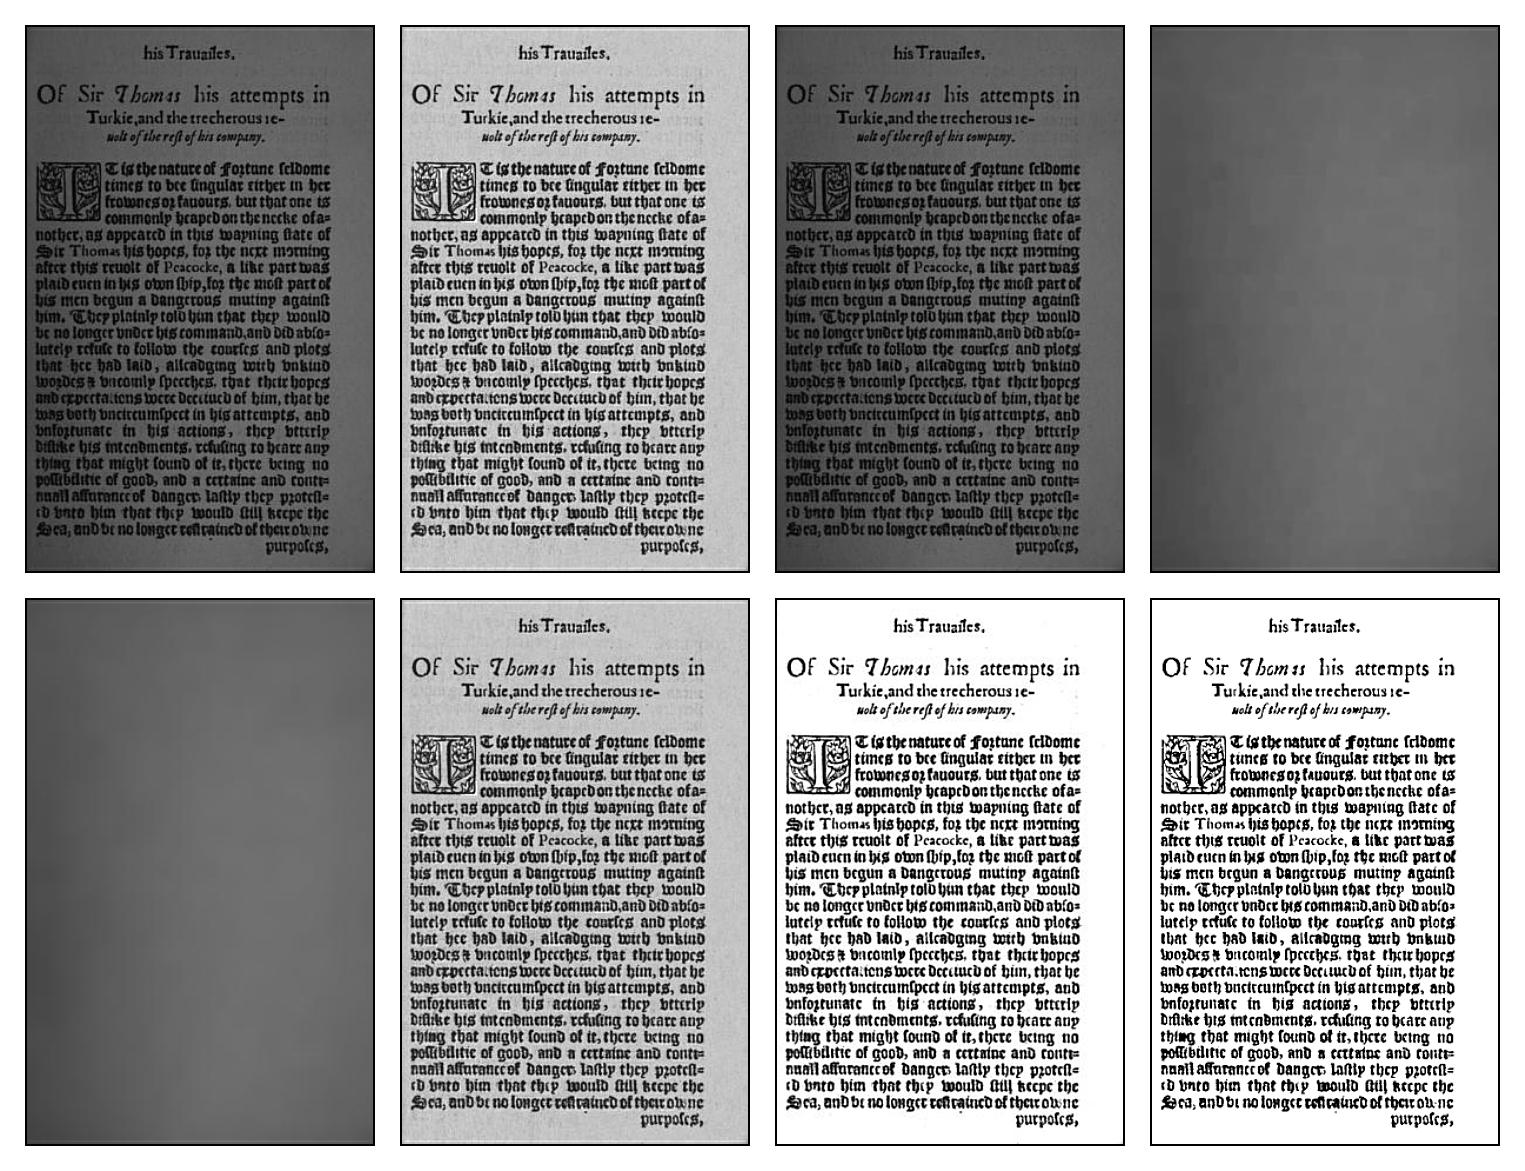 his Trauailes.
Of Sir Thomas his attempts in
Turkie, and the trecherous re-
uolt of the reſt of his company.
IT is the nature of Fortune ſeldome
times to bee ſingular either in her
frownes or fauours, but that one is
commonly heaped on the necke of a=
nother, as appeared in this wayning ſtate of
Sir Thomas his hopes, for the next morning
after this reuolt of Peacocke, a like part was
plaid euen in his own ſhip, for the moſt part of
his men begun a dangerous mutiny againſt
him. They plainly told him that they would
be no longer vnder his command, and did abſo=
lutely refuſe to follow the courſes and plots
that hee had laid, alleadging with vnkind
wordes & vncomly ſpeeches, that their hopes
and expectations were deceiued of him, that he
was both vncircumſpect in his attempts, and
vnfortunate in his actions, they vtterly
diſlike his intendments, refuſing to heare any
thing that might ſound of it, there being no
poſſibilitie of good, and a certaine and conti=
nuall aſſurance of danger, laſtly they proteſt=
ed vnto him that they would ſtill keepe the
Sea, and be no longer reſtrained of their owne
purpoſes,